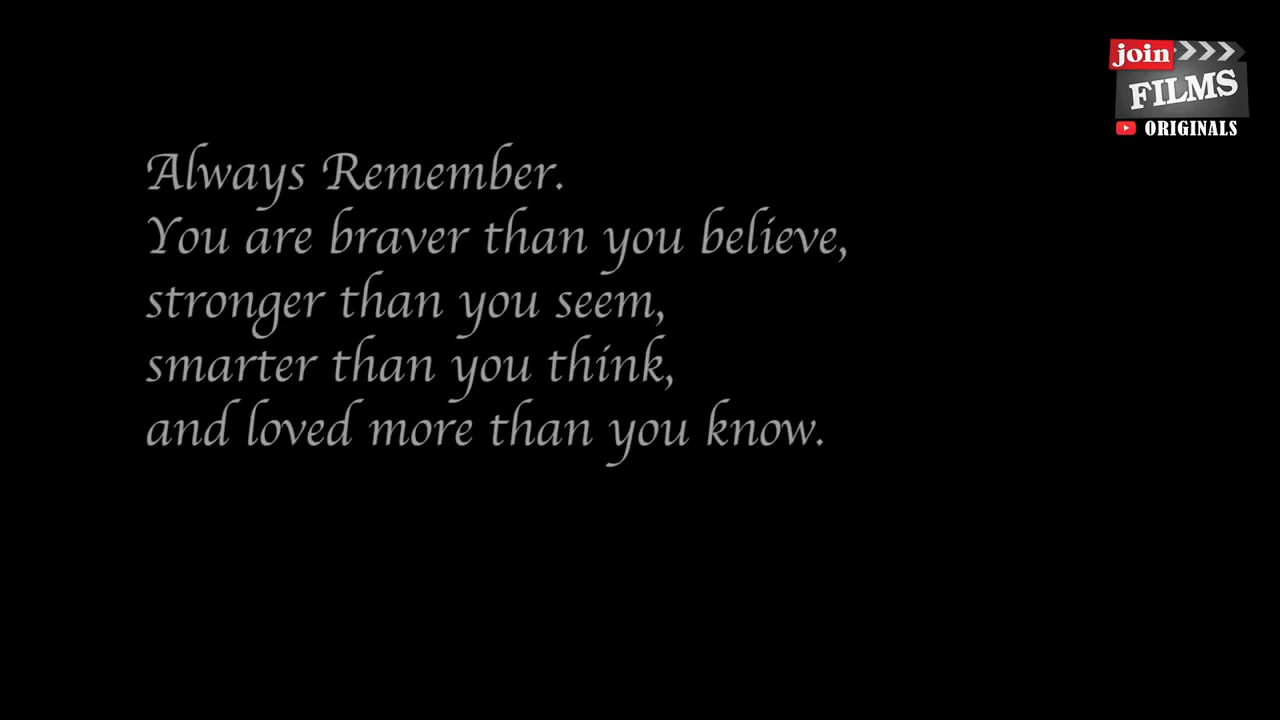 join
FILMS
ORIGINALS
Always Remember.
You are braver than you believe,
stronger than you seem,
smarter than you think,
and loved more than you know.